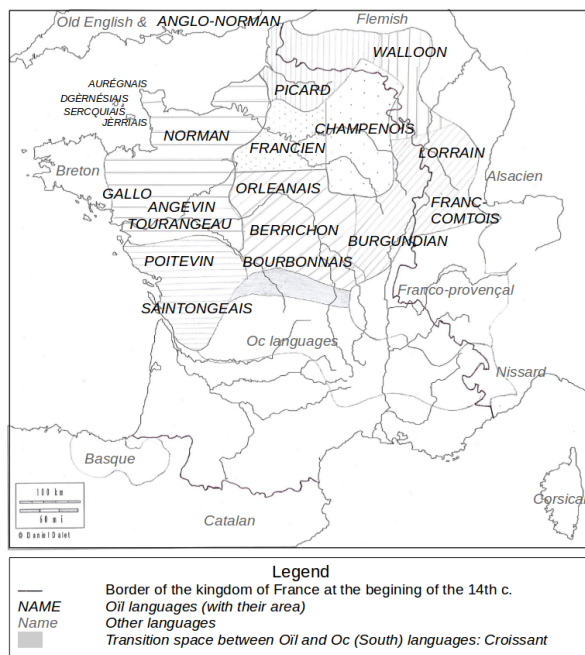 Old English & ANGLO-NORMAN
Flemish
WALLOON
AURÉGNAIS
PICARD
DGÈRNÉSIAIS
SERCQUIAIS
JÈRRIAIS
NORMAN
CHAMPENOIS
FRANCIEN
LORRAIN
Breton
Alsacien
GALLO
ORLEANAIS
FRANC-
COMTOIS
ANGEVIN
TOURANGEAU
BERRICHON
BURGUNDIAN
POITEVIN
BOURBONNAIS
Franco-provençal
SAINTONGEAIS
Oc languages
Nissard
Basque
100 km
60 mi
© Daniel Dalet
Catalan
Corsican
Legend
Border of the kingdom of France at the begining of the 14th c.
NAME Oïl languages (with their area)
Name Other languages
Transition space between Oïl and Oc (South) languages: Croissant